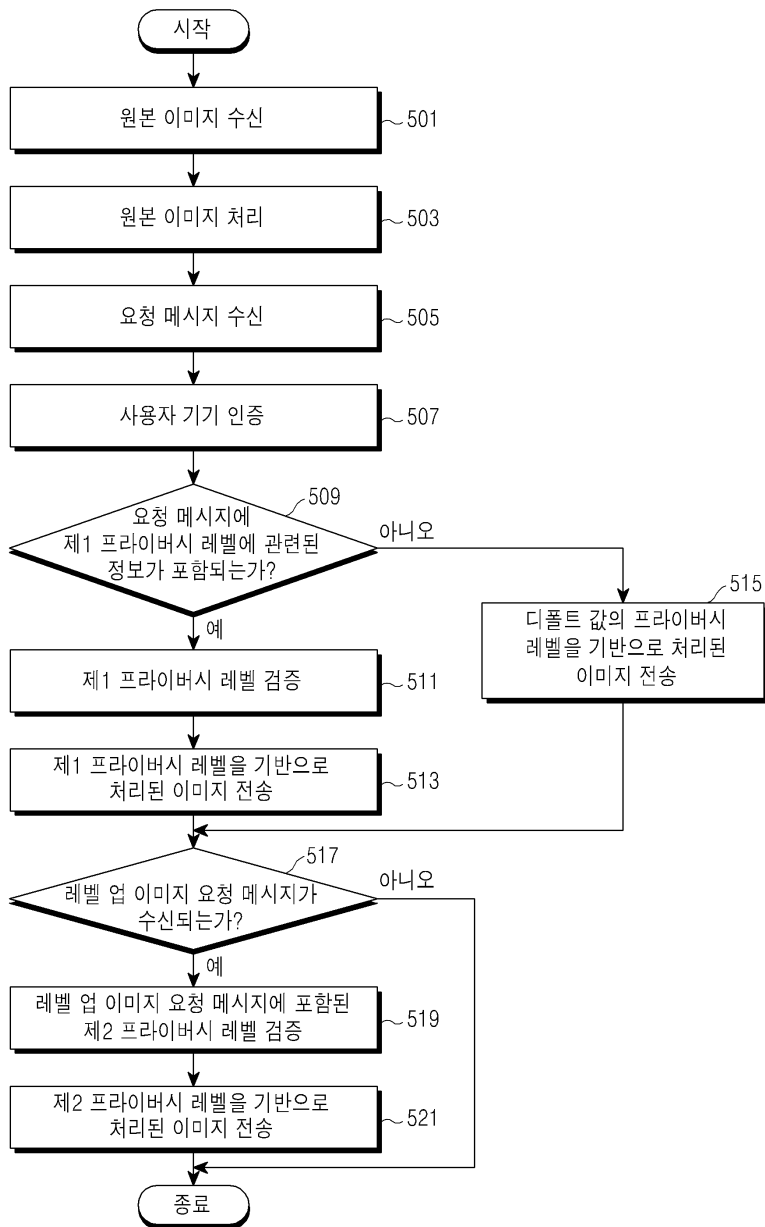 시작
원본 이미지 수신
501
원본 이미지 처리
503
요청 메시지 수신
505
사용자 기기 인증
507
509
요청 메시지에
제1 프라이버시 레벨에 관련된
정보가 포함되는가?
아니오
예
515
디폴트 값의 프라이버시
레벨을 기반으로 처리된
이미지 전송
제1 프라이버시 레벨 검증
511
제1 프라이버시 레벨을 기반으로
처리된 이미지 전송
513
517
레벨 업 이미지 요청 메시지가
수신되는가?
아니오
예
레벨 업 이미지 요청 메시지에 포함된
제2 프라이버시 레벨 검증
519
제2 프라이버시 레벨을 기반으로
처리된 이미지 전송
521
종료